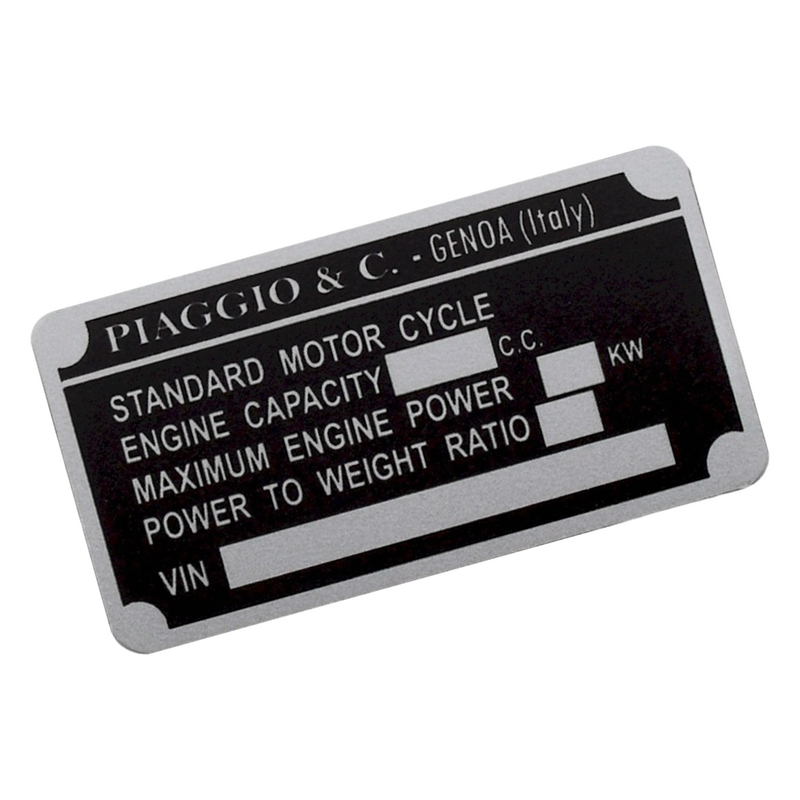 PIAGGIO & C. - GENOA (Italy)
STANDARD MOTOR CYCLE
ENGINE CAPACITY C.C.
MAXIMUM ENGINE POWER KW
POWER TO WEIGHT RATIO
VIN